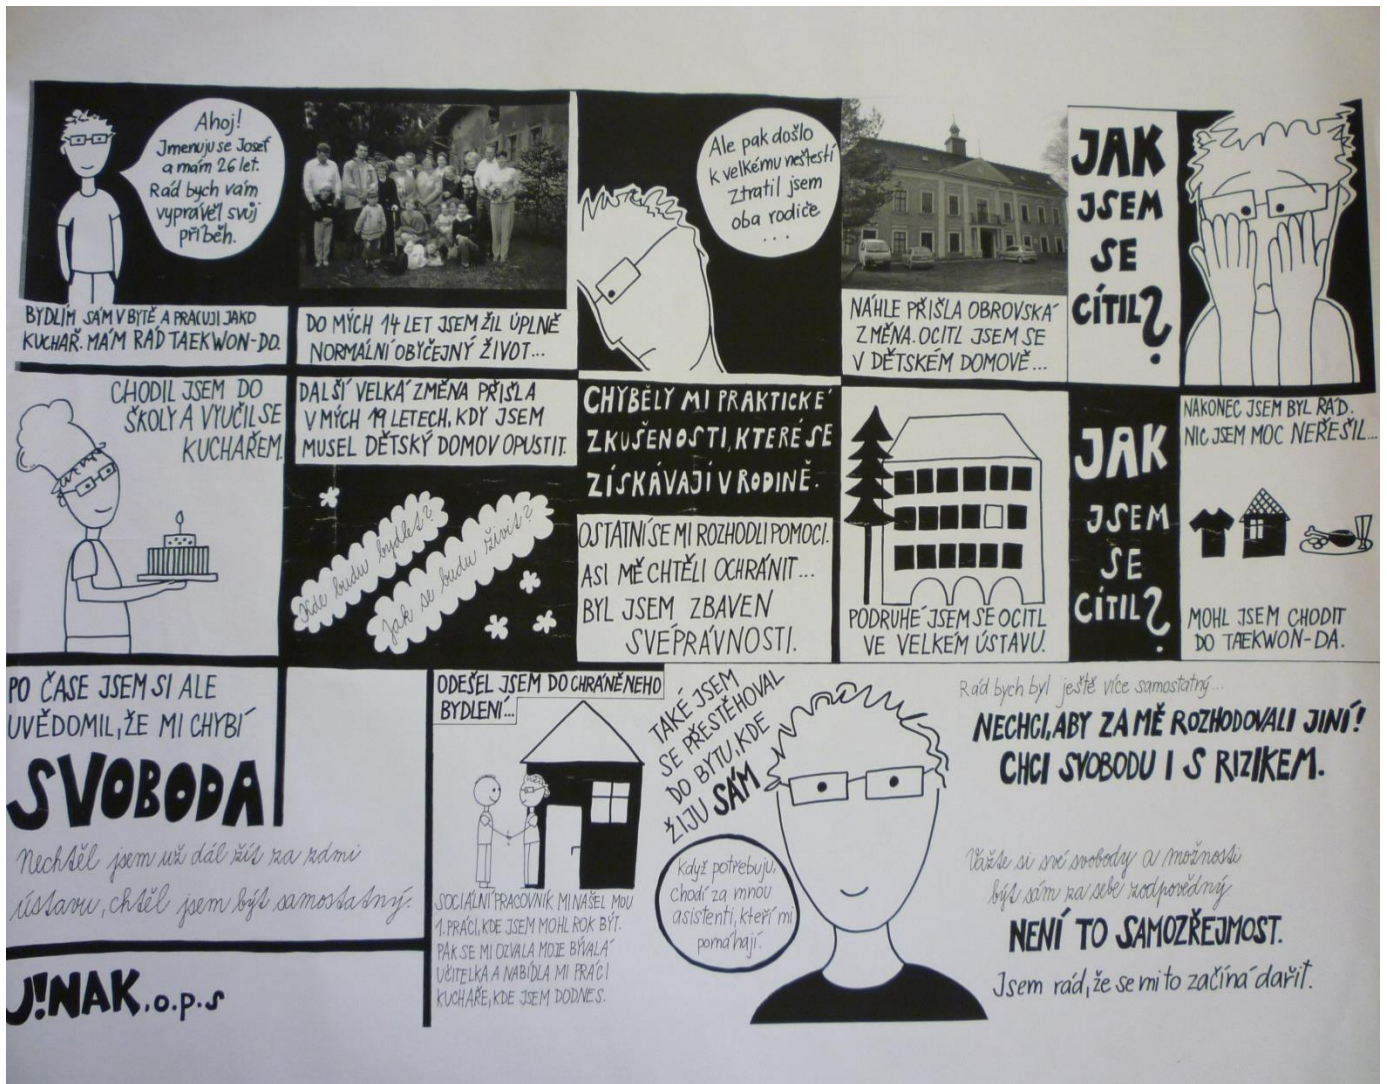 Ahoj!
Jmenuju se Josef
a mám 26 let.
Rád bych vám
vyprávěl svůj
příběh.
BYDLÍM SÁM V BYTĚ A PRACUJI JAKO
KUCHAŘ. MÁM RÁD TAEKWON-DO.
DO MÝCH 14 LET JSEM ŽIL ÚPLNĚ
NORMÁLNÍ OBYČEJNÝ ŽIVOT...
Ale pak došlo
k velkému neštěstí
Ztratil jsem
oba rodiče
...
NÁHLE PŘIŠLA OBROVSKÁ
ZMĚNA. OCITL JSEM SE
V DĚTSKÉM DOMOVĚ...
JAK
JSEM
SE
CÍTIL?
CHODIL JSEM DO
ŠKOLY A VYUČIL SE
KUCHAŘEM.
DALŠÍ VELKÁ ZMĚNA PŘIŠLA
V MÝCH 19 LETECH, KDY JSEM
MUSEL DĚTSKÝ DOMOV OPUSTIT.
Kde budu bydlet?
Jak se budu živit?
CHYBĚLY MI PRAKTICKÉ
ZKUŠENOSTI, KTERÉ SE
ZÍSKÁVAJÍ V RODINĚ.
OSTATNÍ SE MI ROZHODLI POMOCI.
ASI MĚ CHTĚLI OCHRÁNIT...
BYL JSEM ZBAVEN
SVÉPRÁVNOSTI.
PODRUHÉ JSEM SE OCITL
VE VELKÉM ÚSTAVU.
JAK
JSEM
SE
CÍTIL?
NAKONEC JSEM BYL RÁD.
NIC JSEM MOC NEŘEŠIL...
MOHL JSEM CHODIT
DO TAEKWON-DA.
PO ČASE JSEM SI ALE
UVĚDOMIL, ŽE MI CHYBÍ
SVOBODA
Nechtěl jsem už dál žít za zdmi
ústavu, chtěl jsem být samostatný.
J!NAK, o.p.s
ODEŠEL JSEM DO CHRÁNĚNÉHO
BYDLENÍ...
SOCIÁLNÍ PRACOVNÍK MI NAŠEL MOU
1. PRÁCI, KDE JSEM MOHL ROK BÝT.
PAK SE MI OZVALA MOJE BÝVALÁ
UČITELKA A NABÍDLA MI PRÁCI
KUCHAŘE, KDE JSEM DODNES.
TAKÉ JSEM
SE PŘESTĚHOVAL
DO BYTU, KDE
ŽIJU SÁM
Když potřebuju,
chodí za mnou
asistenti, kteří mi
pomáhají.
Rád bych byl ještě více samostatný...
NECHCI, ABY ZA MĚ ROZHODOVALI JINÍ!
CHCI SVOBODU I S RIZIKEM.
Važte si své svobody a možnosti
být sám za sebe zodpovědný
NENÍ TO SAMOZŘEJMOST.
Jsem rád, že se mi to začíná dařit.